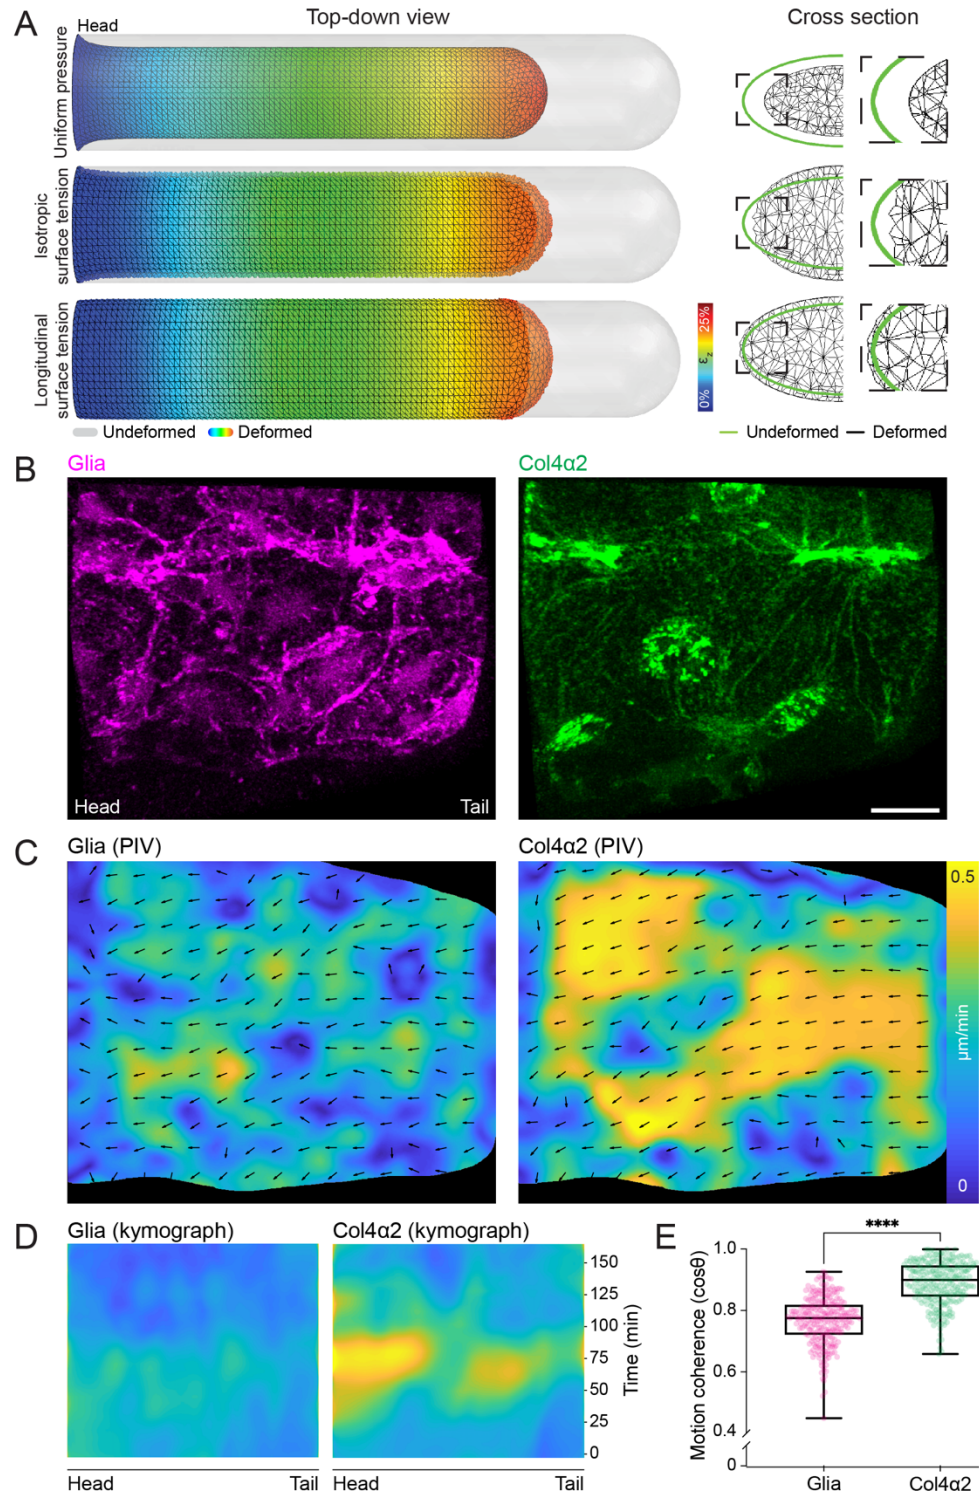 A
Head
Top-down view
Cross section
Uniform pressure
Isotropic
surface tension
Longitudinal
surface tension
0%
εz
25%
Undeformed
Deformed
Undeformed
Deformed
B
Glia
Col4α2
Head
Tail
C
Glia (PIV)
Col4α2 (PIV)
0.5
μm/min
0
D
Glia (kymograph)
Col4α2 (kymograph)
150
125
100
75
50
25
0
Time (min)
Head
Tail
Head
Tail
E
****
Motion coherence (cosθ)
1.0
0.8
0.6
0.4
0
Glia
Col4α2